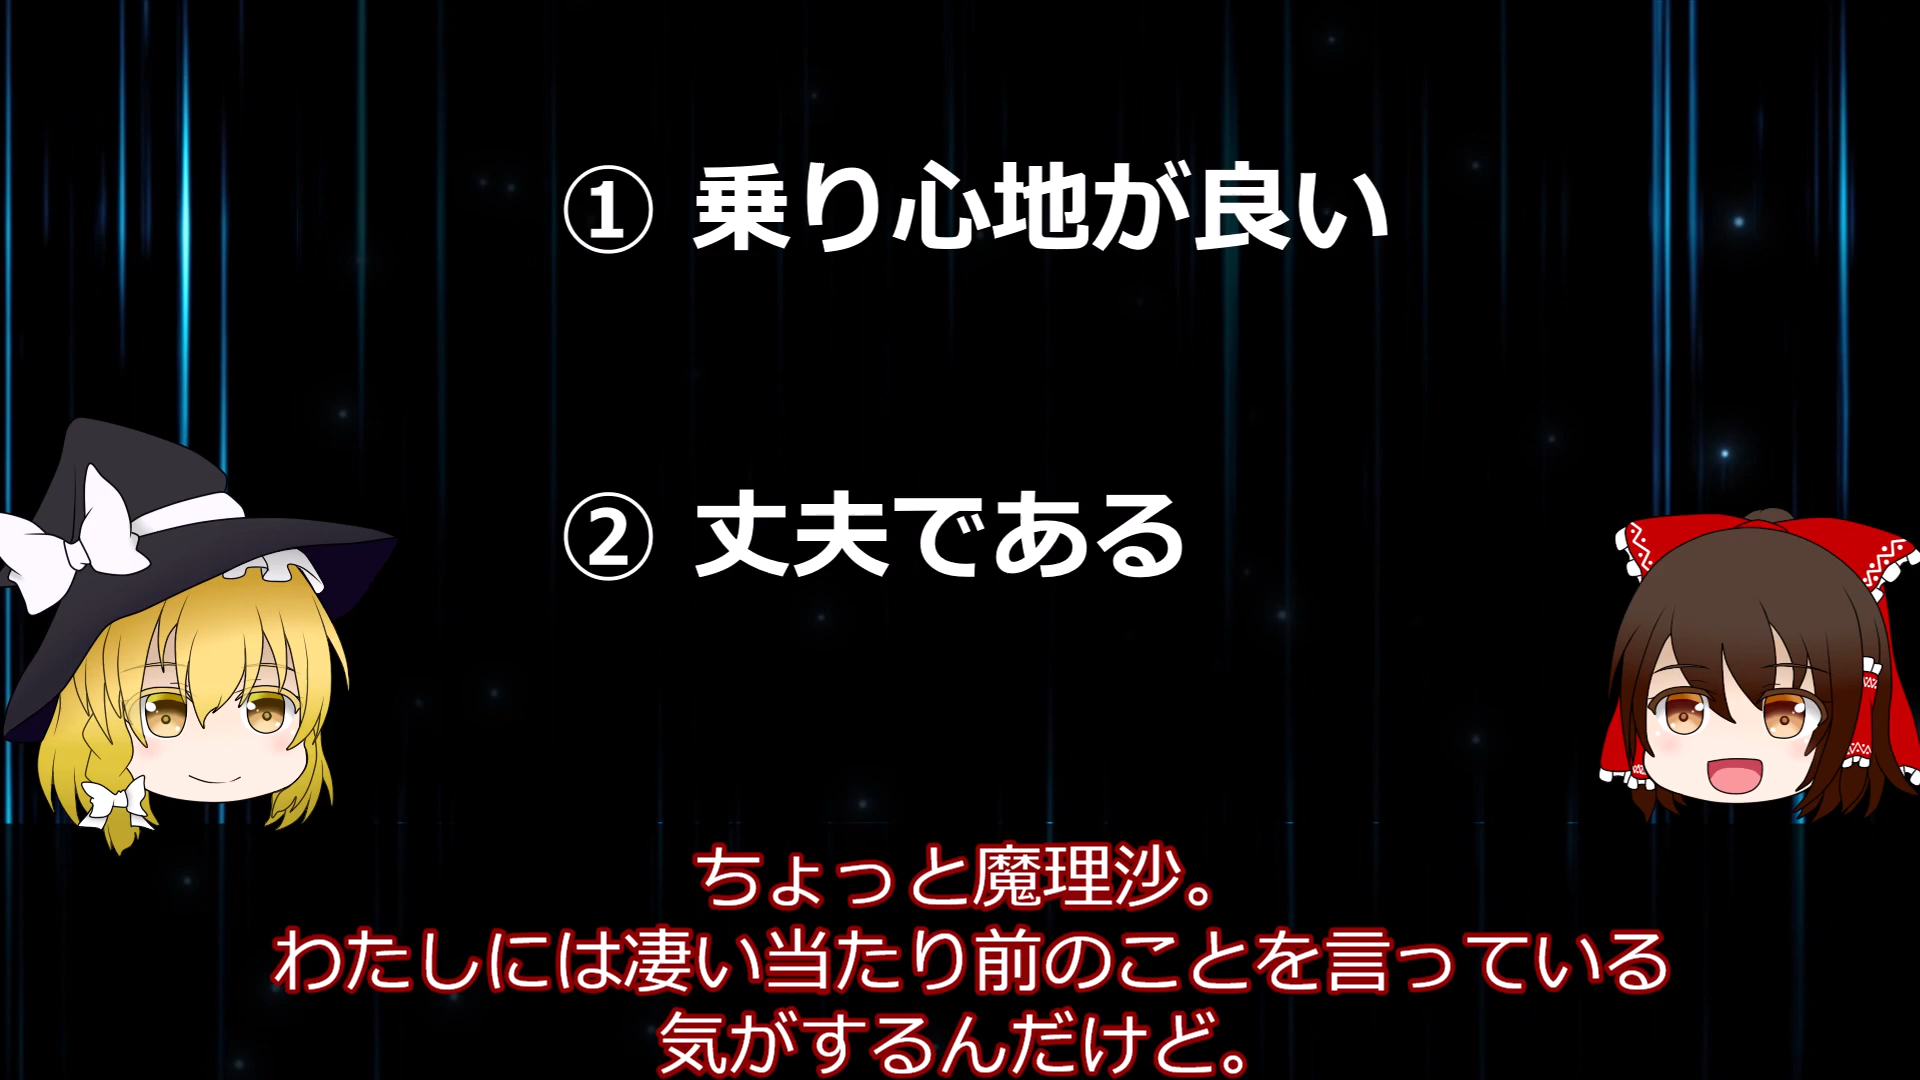 ① 乗り心地が良い
② 丈夫である
ちょっと魔理沙。
わたしには凄い当たり前のことを言っている
気がするんだけど。